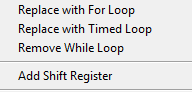 Replace with For Loop
Replace with Timed Loop
Remove While Loop
Add Shift Register